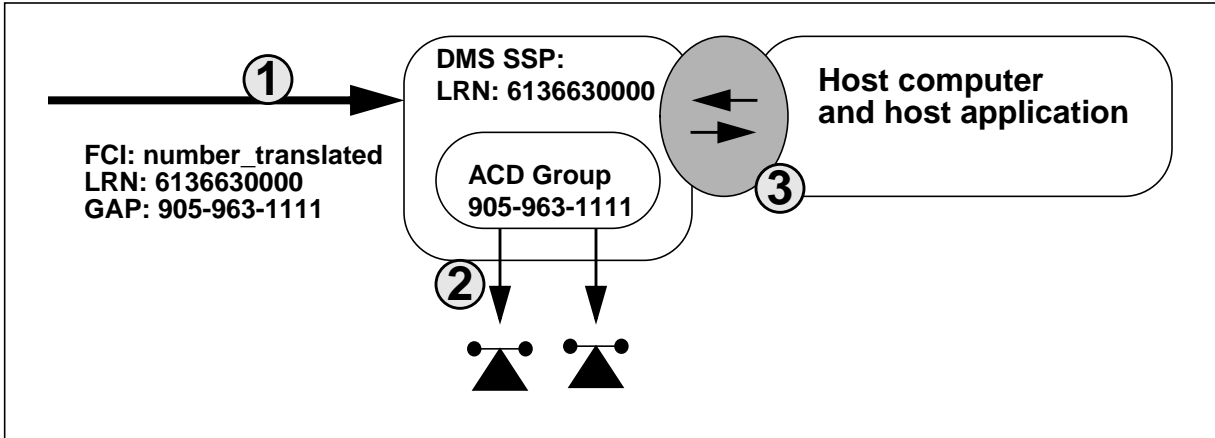 1
FCI: number_translated
LRN: 6136630000
GAP: 905-963-1111
DMS SSP:
LRN: 6136630000
ACD Group
905-963-1111
2
3
Host computer
and host application